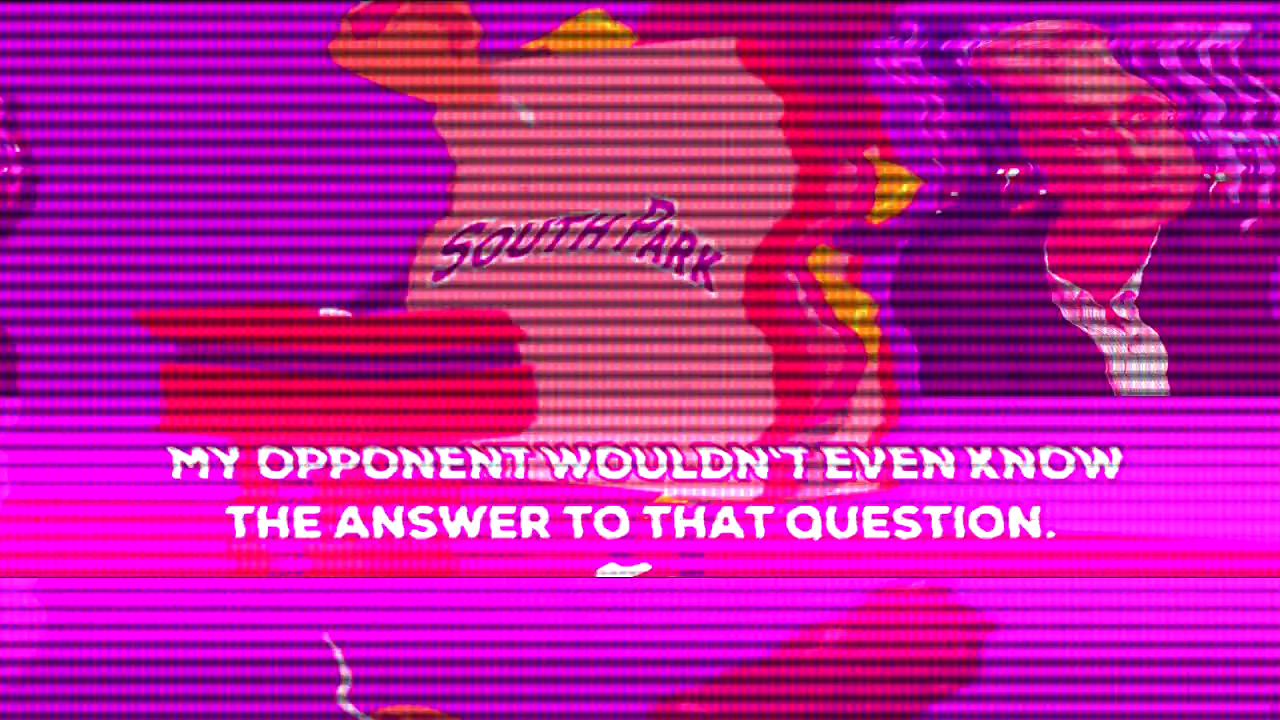 SOUTH PARK
MY OPPONENT WOULDN'T EVEN KNOW
THE ANSWER TO THAT QUESTION.